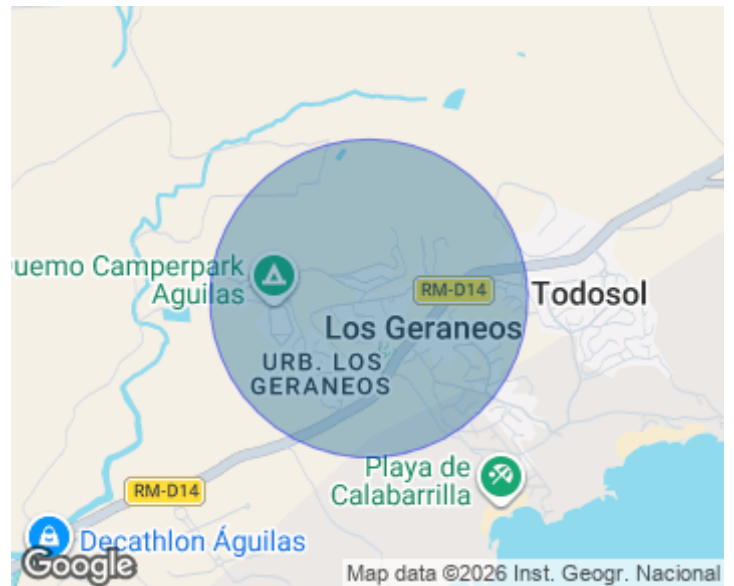 uemo Camperpark
Aguilas
RM-D14
Todosol
Los Geraneos
URB. LOS
GERANEOS
Playa de
Calabarrilla
RM-D14
Decathlon Águilas
Google
Map data ©2026 Inst. Geogr. Nacional